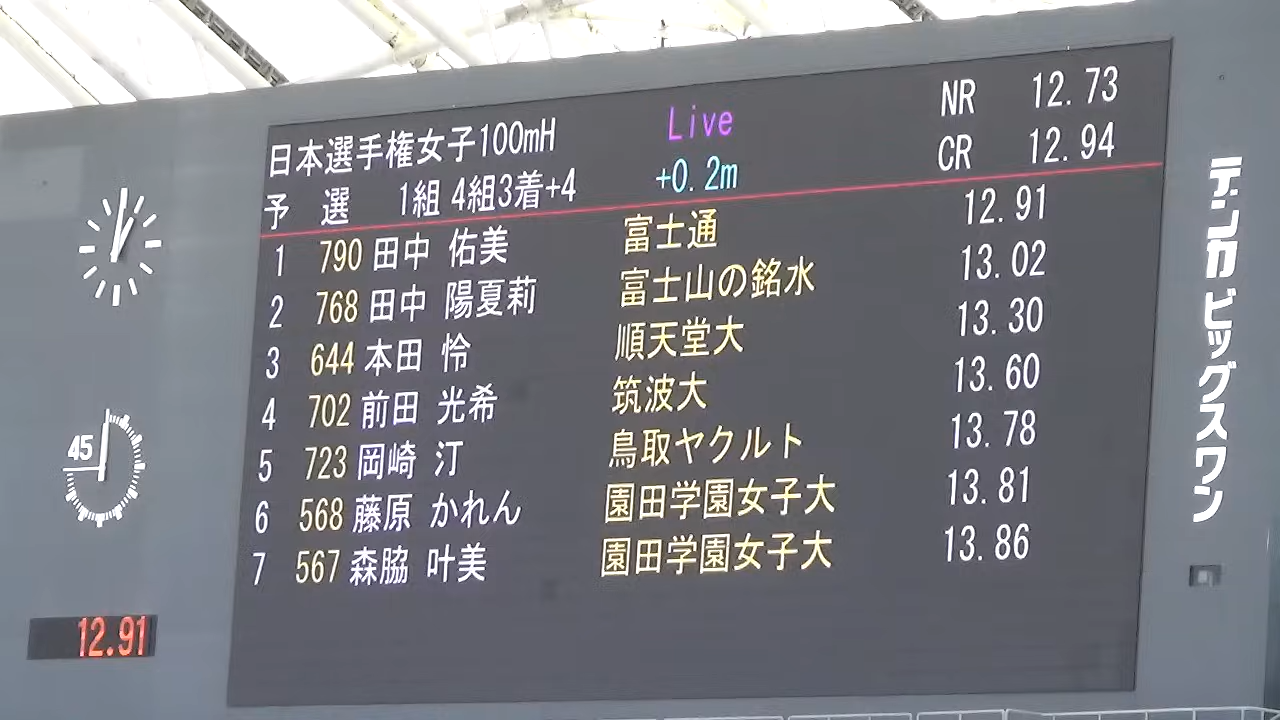 日本選手権女子100mH Live NR 12.73
予 選 1組 4組3着+4 +0.2m CR 12.94
1 790 田中 佑美 富士通 12.91
2 768 田中 陽夏莉 富士山の銘水 13.02
3 644 本田 怜 順天堂大 13.30
4 702 前田 光希 筑波大 13.60
5 723 岡崎 汀 鳥取ヤクルト 13.78
6 568 藤原 かれん 園田学園女子大 13.81
7 567 森脇 叶美 園田学園女子大 13.86
45
12.91
デンカビッグスワン